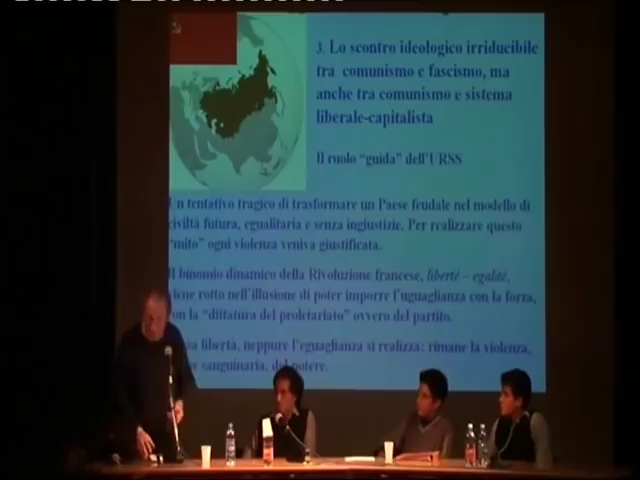 3. Lo scontro ideologico irriducibile
tra comunismo e fascismo, ma
anche tra comunismo e sistema
liberale-capitalista
Il ruolo “guida” dell'URSS
Un tentativo tragico di trasformare un Paese feudale nel modello di
civiltà futura, egualitaria e senza ingiustizie. Per realizzare questo
“mito” ogni violenza veniva giustificata.
Il binomio dinamico della Rivoluzione francese, liberté – egalité,
viene rotto nell'illusione di poter imporre l'uguaglianza con la forza,
con la “dittatura del proletariato” ovvero del partito.
libertà, neppure l'eguaglianza si realizza: rimane la violenza,
sanguinaria, del potere.